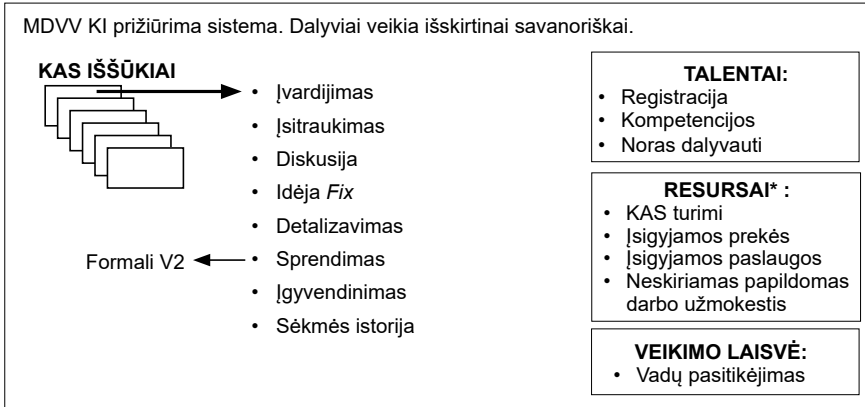 MDVV KI prižiūrima sistema. Dalyviai veikia išskirtinai savanoriškai.
KAS IŠŠŪKIAI
• Įvardijimas
• Įsitraukimas
• Diskusija
• Idėja Fix
• Detalizavimas
• Sprendimas
Formali V2
• Įgyvendinimas
• Sėkmės istorija
TALENTAI:
• Registracija
• Kompetencijos
• Noras dalyvauti
RESURSAI* :
• KAS turimi
• Įsigyjamos prekės
• Įsigyjamos paslaugos
• Neskiriamas papildomas
darbo užmokestis
VEIKIMO LAISVĖ:
• Vadų pasitikėjimas